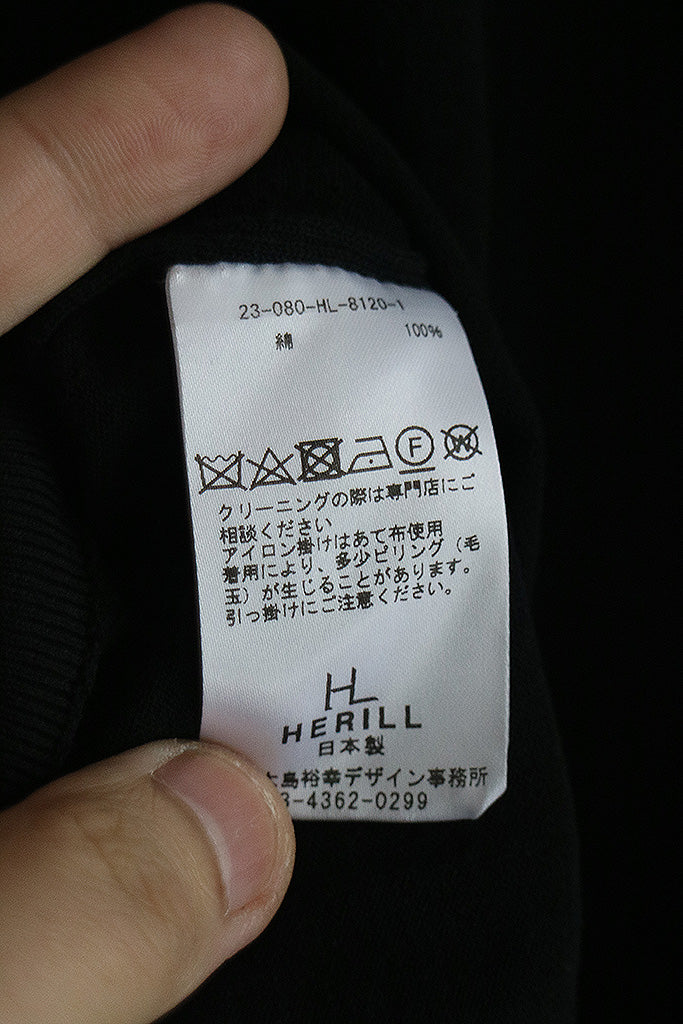 23-080-HL-8120-1
綿 100%
F W
クリーニングの際は専門店にご
相談ください
アイロン掛けはあて布使用
着用により、多少ピリング（毛
玉）が生じることがあります。
引っ掛けにご注意ください。
HL
HERILL
日本製
島裕幸デザイン事務所
3-4362-0299